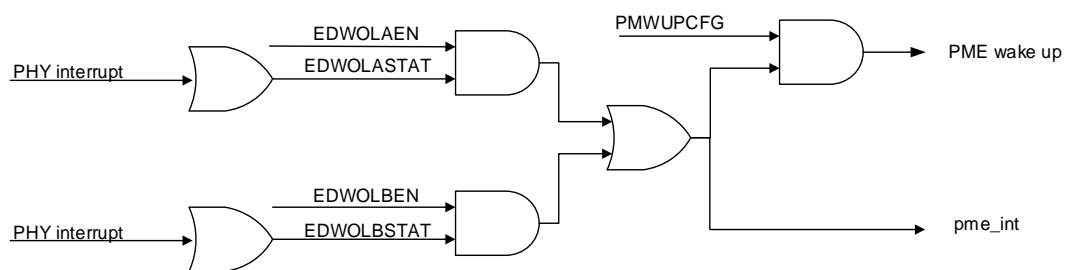 EDWOLAEN
PMWUPCFG
PME wake up
PHY interrupt
EDWOLASTAT
EDWOLBEN
PHY interrupt
EDWOLBSTAT
pme_int